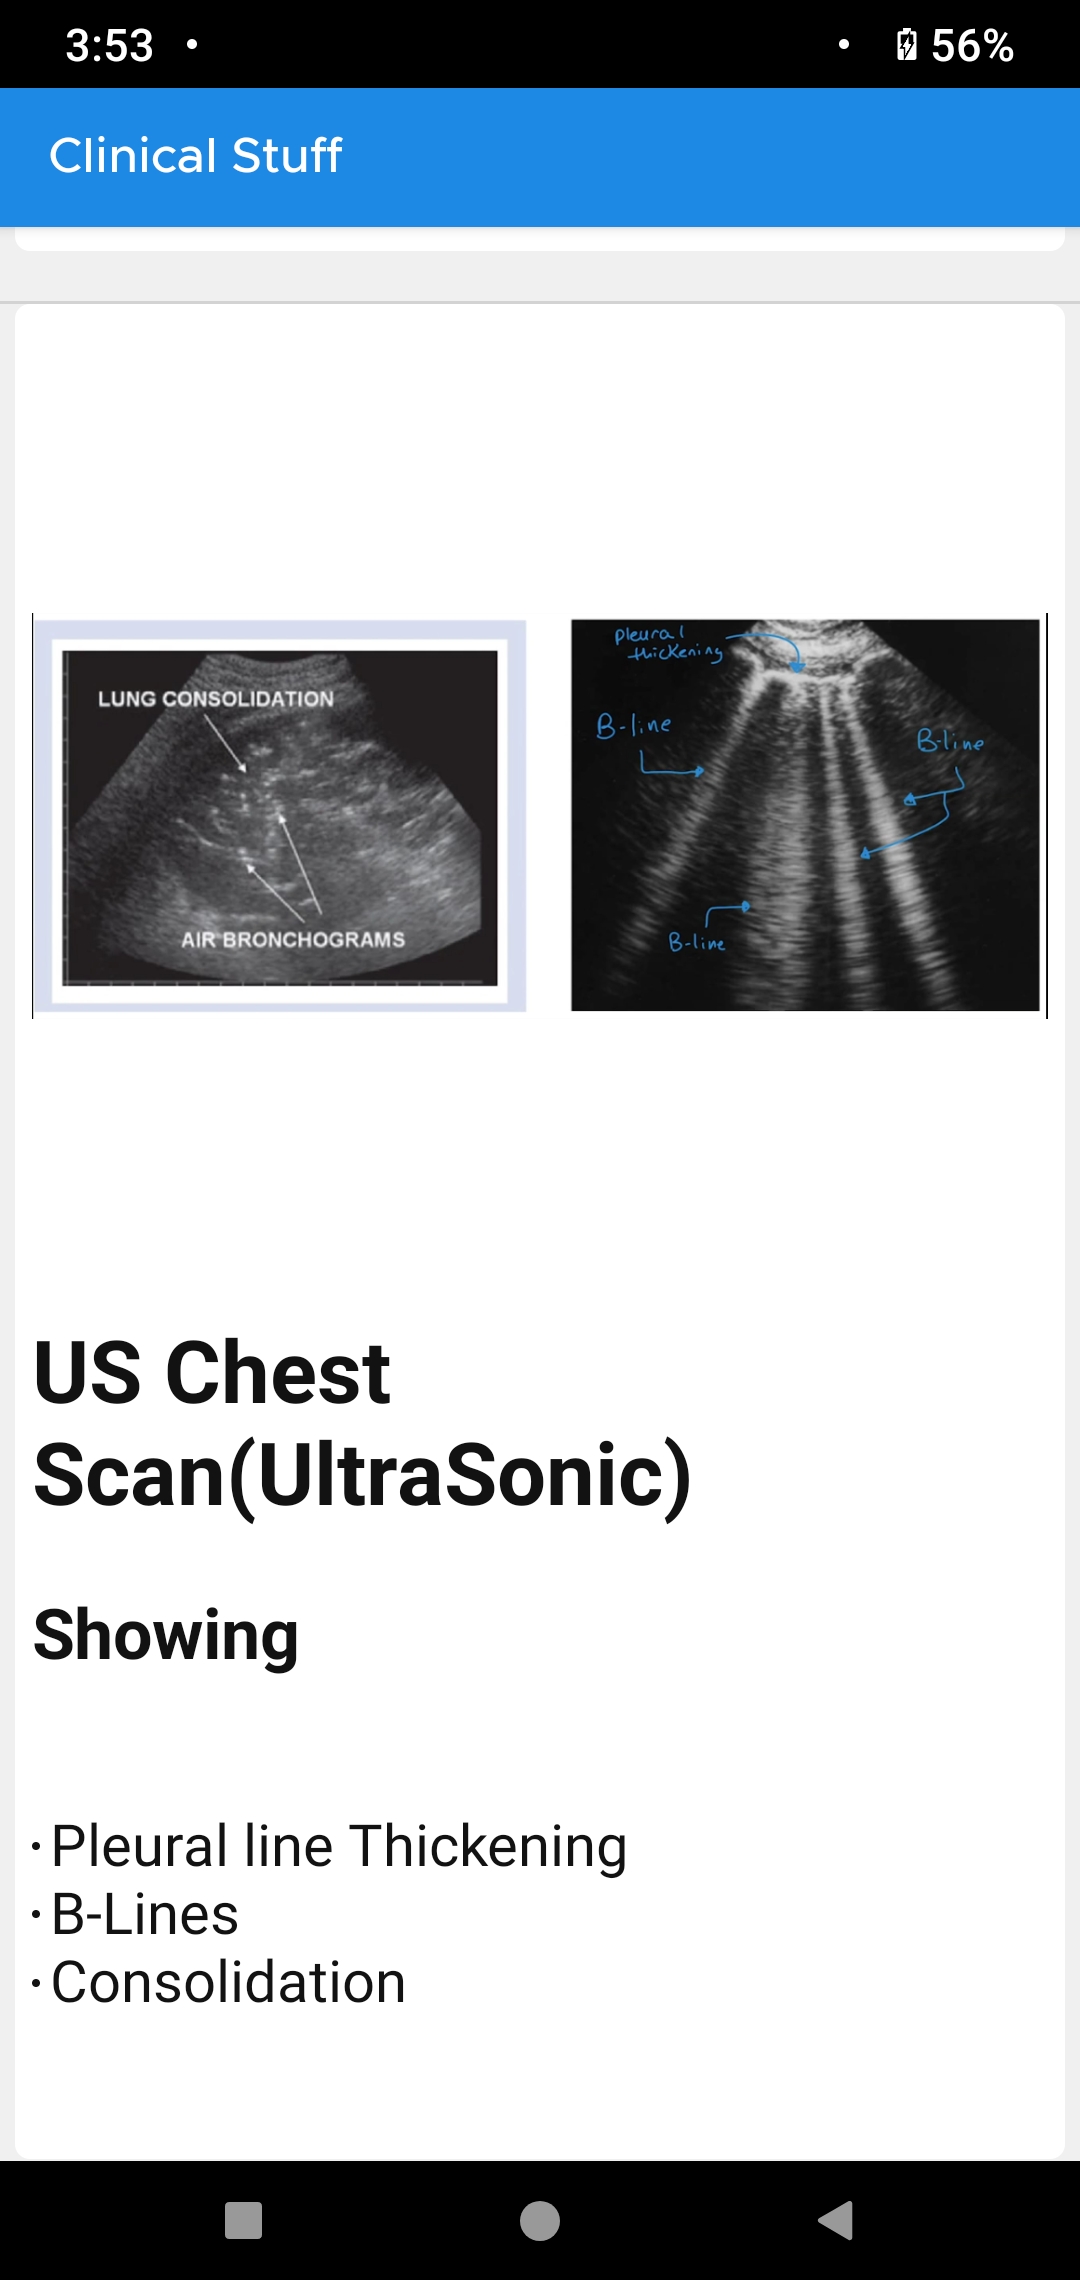 3:53
56%
Clinical Stuff
LUNG CONSOLIDATION
AIR BRONCHOGRAMS
pleural
thickening
B-line
B-line
B-line
US Chest
Scan(UltraSonic)
Showing
· Pleural line Thickening
· B-Lines
· Consolidation